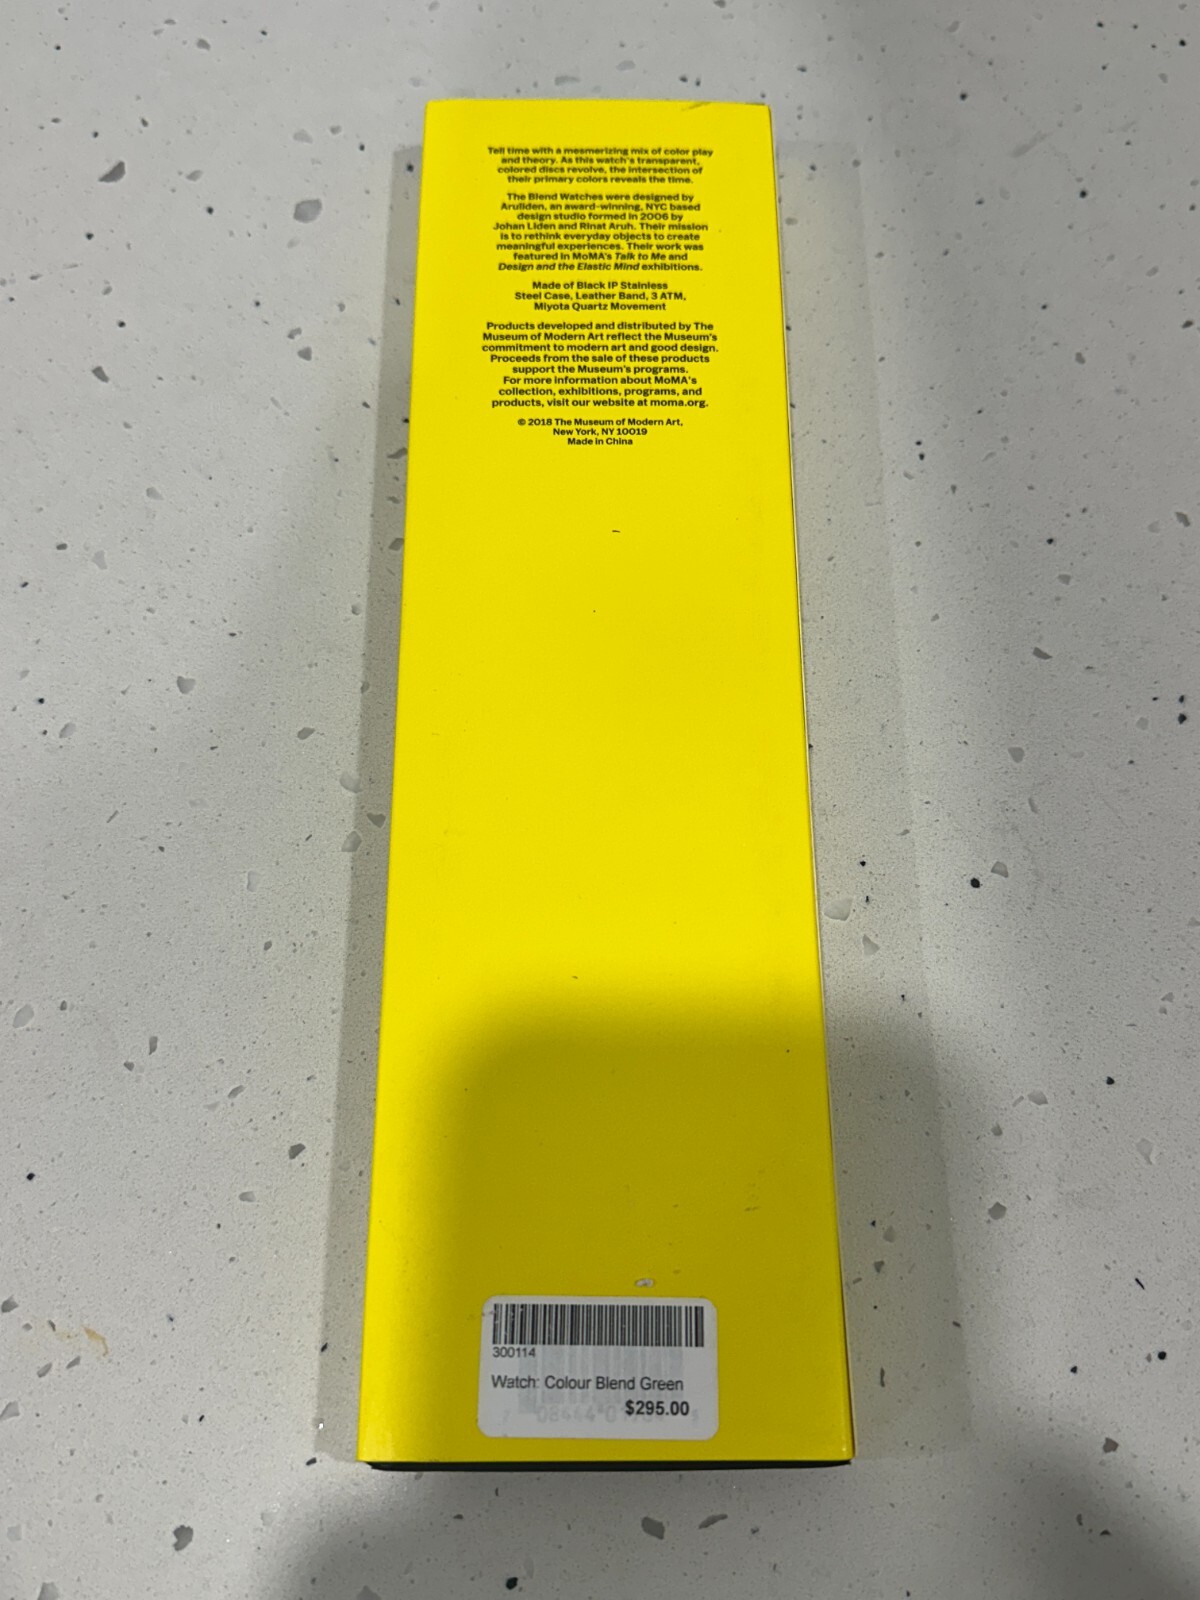 Tell time with a mesmerizing mix of color play
and theory. As this watch's transparent,
colored discs revolve, the intersection of
their primary colors reveals the time.
The Blend Watches were designed by
Aruliden, an award-winning, NYC based
design studio formed in 2006 by
Johan Liden and Rinat Aruh. Their mission
is to rethink everyday objects to create
meaningful experiences. Their work was
featured in MoMA's Talk to Me and
Design and the Elastic Mind exhibitions.
Made of Black IP Stainless
Steel Case, Leather Band, 3 ATM,
Miyota Quartz Movement
Products developed and distributed by The
Museum of Modern Art reflect the Museum's
commitment to modern art and good design.
Proceeds from the sale of these products
support the Museum's programs.
For more information about MoMA's
collection, exhibitions, programs, and
products, visit our website at moma.org.
© 2018 The Museum of Modern Art,
New York, NY 10019
Made in China
300114
Watch: Colour Blend Green
$295.00